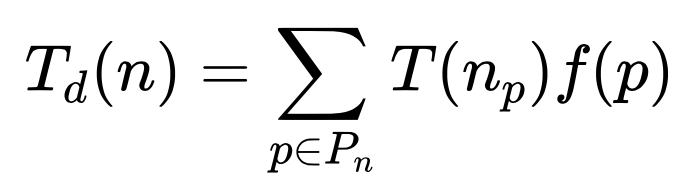 T_d(n) = \sum_{p \in P_n} T(n_p) f(p)